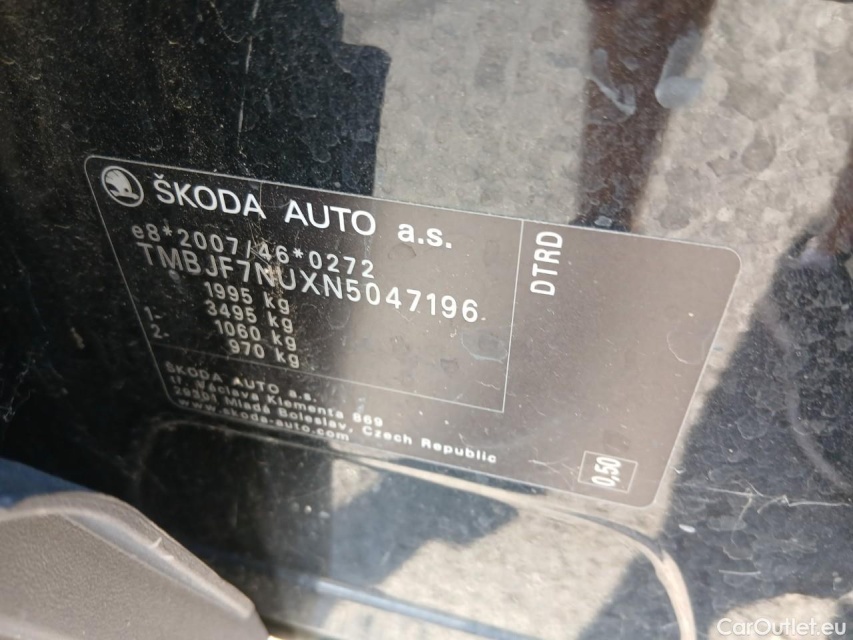 ŠKODA AUTO a.s.
e8*2007/46*0272
TMBJF7NUXN5047196
1995 kg
3495 kg
1- 1060 kg
2- 970 kg
ŠKODA AUTO a.s.
tř. Václava Klementa 869
29301 Mladá Boleslav, Czech Republic
www.skoda-auto.com
DTRD
0,50
CarOutlet.eu